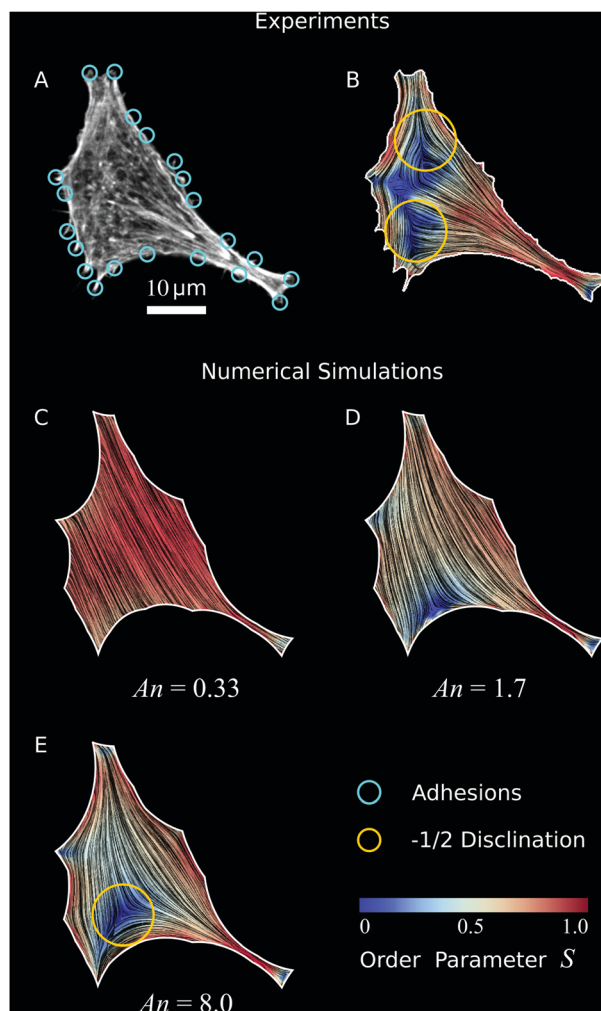 Experiments
A
B
10 μm
Numerical Simulations
C
D
An = 0.33
An = 1.7
E
Adhesions
-1/2 Disclination
0 0.5 1.0
Order Parameter S
An = 8.0